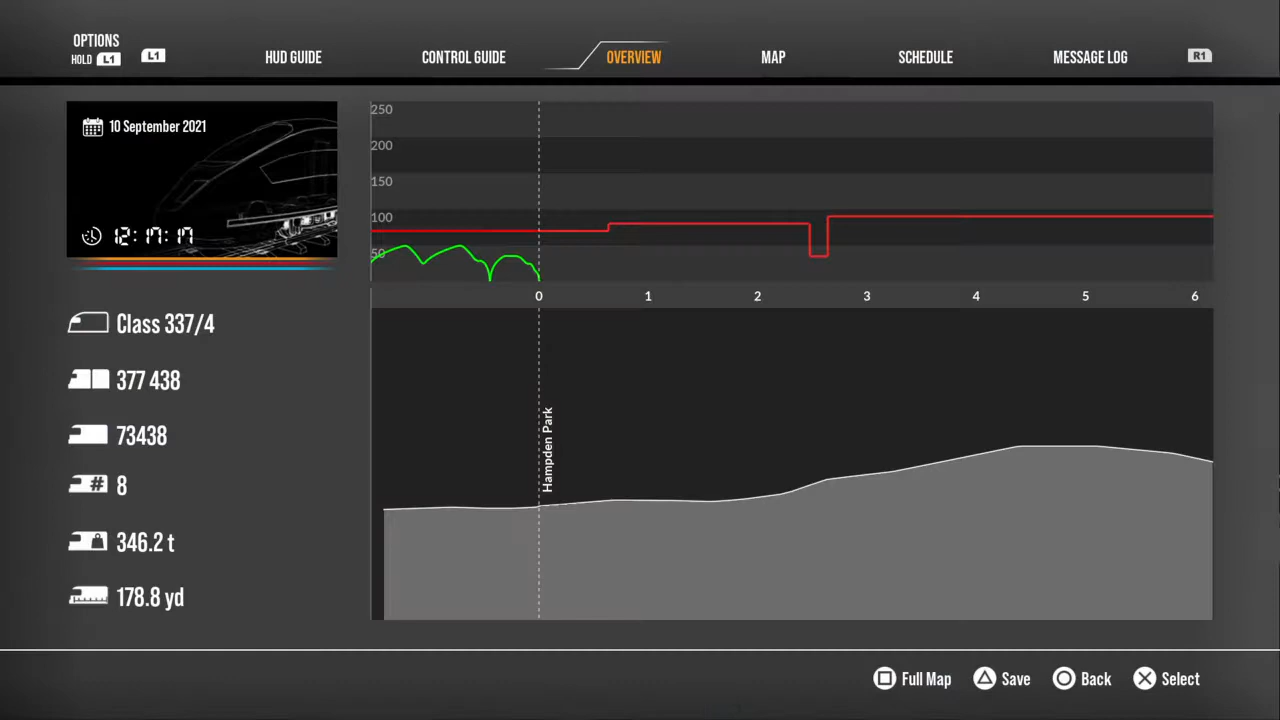 OPTIONS
HOLD L1
L1
HUD GUIDE
CONTROL GUIDE
OVERVIEW
MAP
SCHEDULE
MESSAGE LOG
R1
10 September 2021
12:17:17
Class 337/4
377 438
73438
# 8
346.2 t
178.8 yd
250
200
150
100
50
0 1 2 3 4 5 6
Hampden Park
Full Map
Save
Back
Select